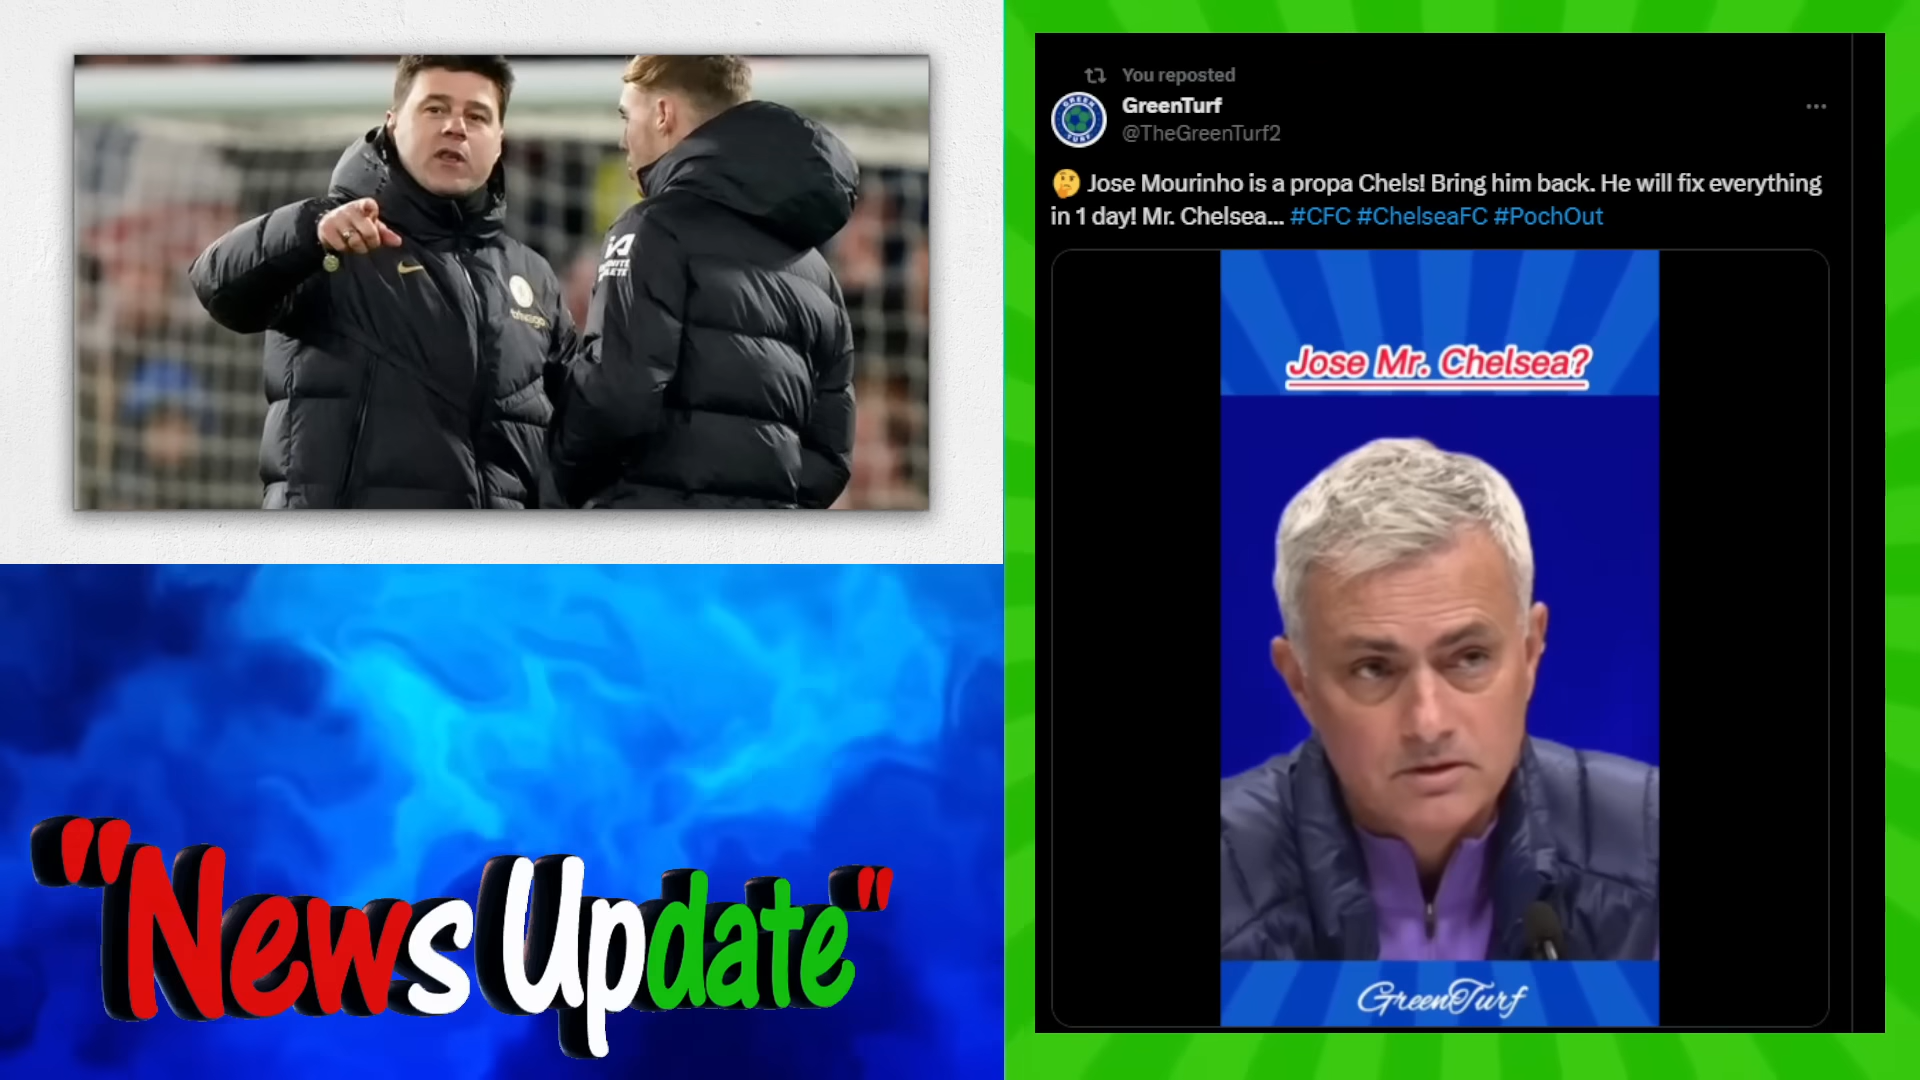 You reposted
GreenTurf
@TheGreenTurf2
🤔 Jose Mourinho is a propa Chels! Bring him back. He will fix everything
in 1 day! Mr. Chelsea... #CFC #ChelseaFC #PochOut
Jose Mr. Chelsea?
GreenTurf
"News Update"